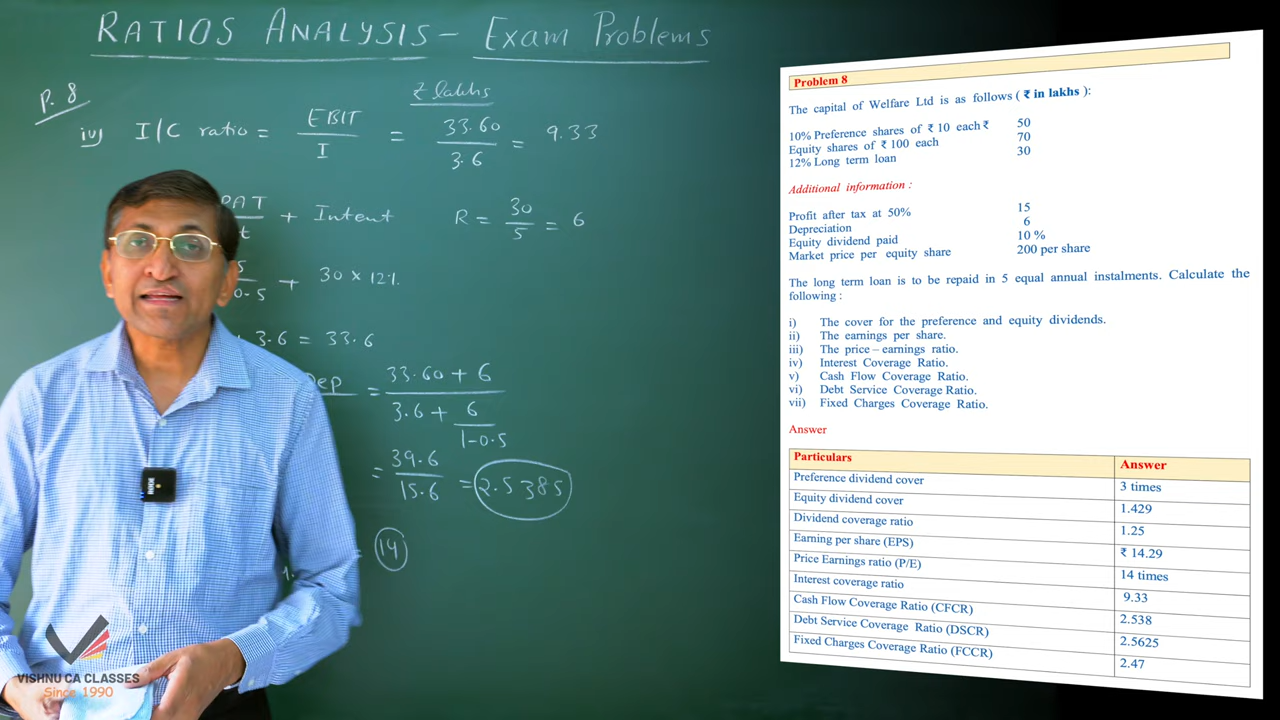 RATIOS ANALYSIS – Exam Problems
P. 8
₹ lakhs
iv) I/C ratio = EBIT / I = 33.60 / 3.6 = 9.33
PAT
t
+ Interest R = 30 / 5 = 6
0.5 + 30 × 12%
3.6 = 33.6
Dep = 33.60 + 6 / 3.6 + 6 / 1-0.5
= 39.6 / 15.6 = 2.5385
14
VISHNU CA CLASSES
Since 1990
Problem 8
The capital of Welfare Ltd is as follows ( ₹ in lakhs ):
10% Preference shares of ₹ 10 each ₹ 50
Equity shares of ₹ 100 each 70
12% Long term loan 30
Additional information :
Profit after tax at 50% 15
Depreciation 6
Equity dividend paid 10 %
Market price per equity share 200 per share
The long term loan is to be repaid in 5 equal annual instalments. Calculate the
following :
i) The cover for the preference and equity dividends.
ii) The earnings per share.
iii) The price – earnings ratio.
iv) Interest Coverage Ratio.
v) Cash Flow Coverage Ratio.
vi) Debt Service Coverage Ratio.
vii) Fixed Charges Coverage Ratio.
Answer
Particulars Answer
Preference dividend cover 3 times
Equity dividend cover 1.429
Dividend coverage ratio 1.25
Earning per share (EPS) ₹ 14.29
Price Earnings ratio (P/E) 14 times
Interest coverage ratio 9.33
Cash Flow Coverage Ratio (CFCR) 2.538
Debt Service Coverage Ratio (DSCR) 2.5625
Fixed Charges Coverage Ratio (FCCR) 2.47